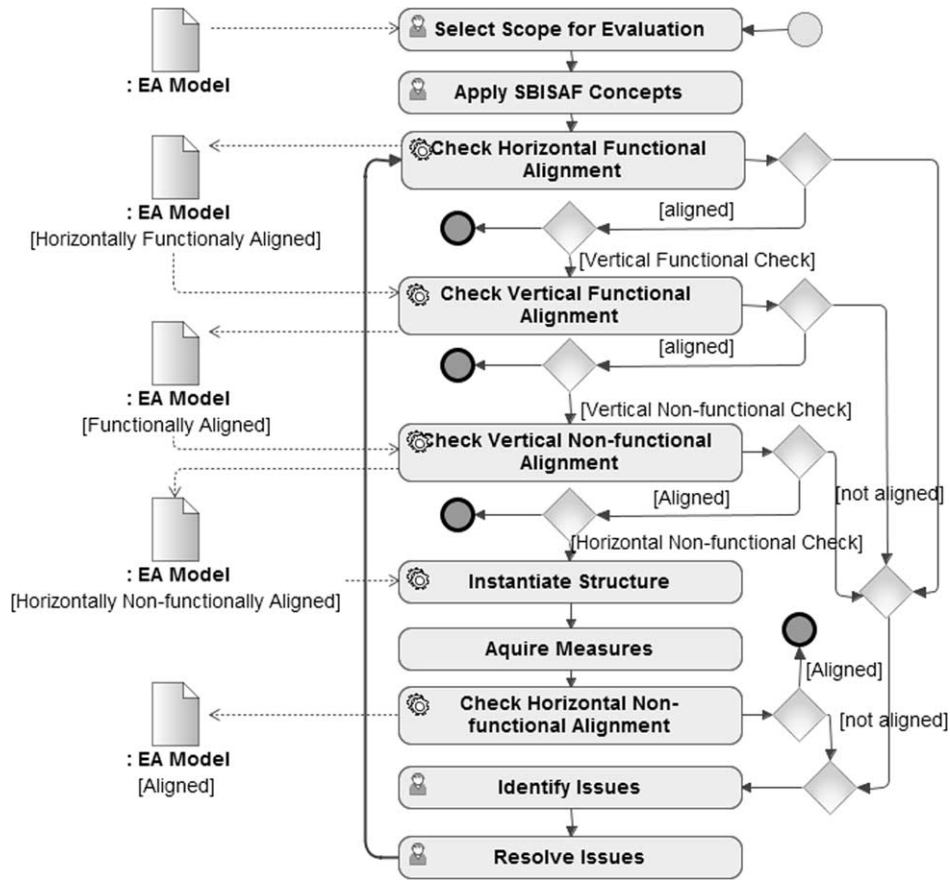 Select Scope for Evaluation
: EA Model
Apply SBISAF Concepts
Check Horizontal Functional
Alignment
: EA Model
[Horizontally Functionaly Aligned]
[aligned]
[Vertical Functional Check]
Check Vertical Functional
Alignment
[aligned]
: EA Model
[Functionally Aligned]
[Vertical Non-functional Check]
Check Vertical Non-functional
Alignment
[not aligned]
[Aligned]
[Horizontal Non-functional Check]
: EA Model
[Horizontally Non-functionally Aligned]
Instantiate Structure
Aquire Measures
[Aligned]
Check Horizontal Non-
functional Alignment
[not aligned]
: EA Model
[Aligned]
Identify Issues
Resolve Issues